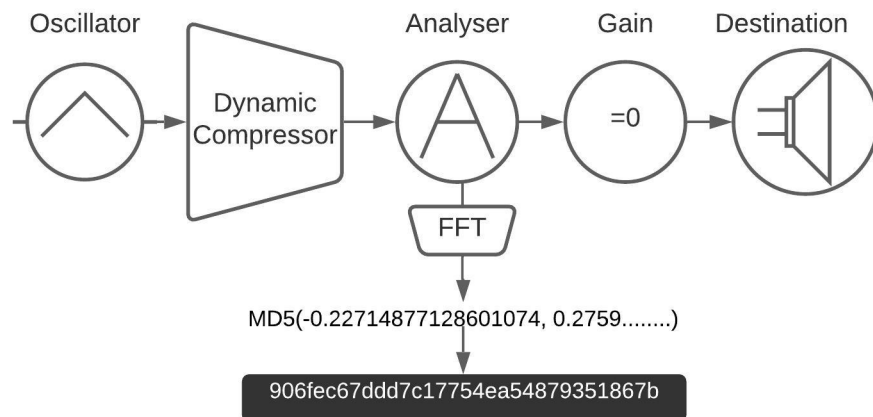 Oscillator
Analyser
Gain
Destination
Dynamic
Compressor
=0
FFT
MD5(-0.22714877128601074, 0.2759........)
906fec67ddd7c17754ea54879351867b